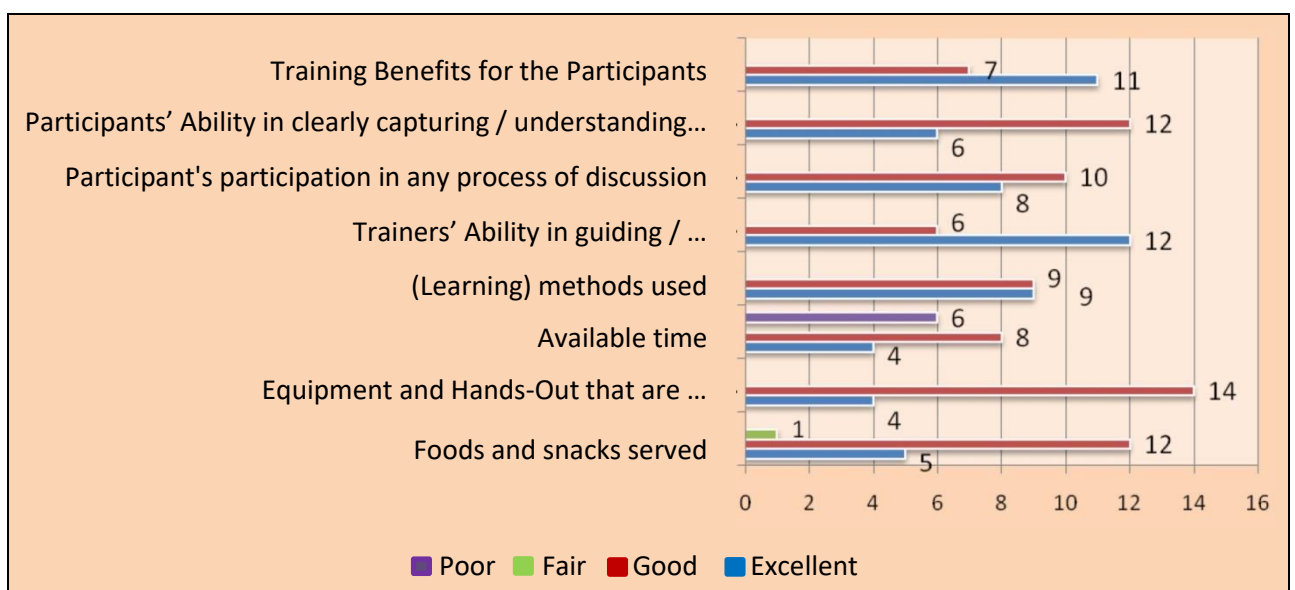 Training Benefits for the Participants
7
11
Participants’ Ability in clearly capturing / understanding…
12
6
Participant's participation in any process of discussion
10
8
Trainers’ Ability in guiding / …
6
12
(Learning) methods used
9
9
Available time
6
8
4
Equipment and Hands-Out that are …
14
4
Foods and snacks served
1
12
5
0 2 4 6 8 10 12 14 16
Poor Fair Good Excellent